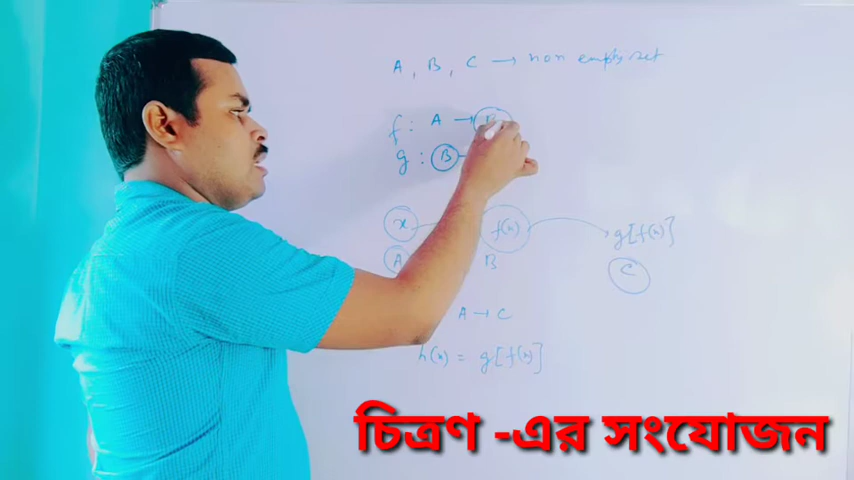 A, B, C → non empty set
f : A → B
g : B
x f(x) g[f(x)]
A B C
A → C
h(x) = g[f(x)]
চিত্রণ -এর সংযোজন